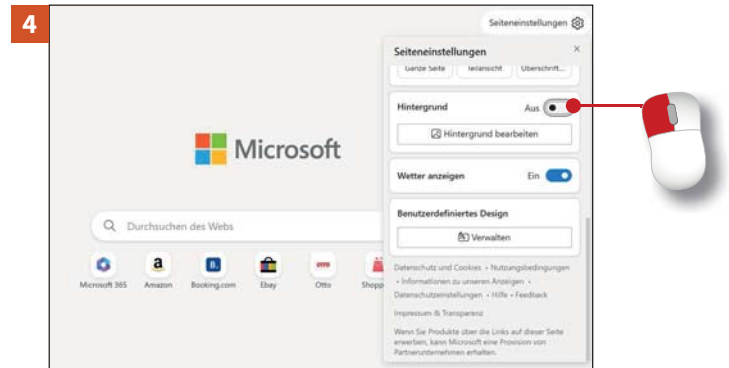 4
Seiteneinstellungen
Seiteneinstellungen
Ganze Seite Teilansicht Überschrift...
Hintergrund Aus
Hintergrund bearbeiten
Microsoft
Wetter anzeigen Ein
Benutzerdefiniertes Design
Durchsuchen des Webs
Verwalten
a B. OTTO
Microsoft 365 Amazon Booking.com Ebay Otto Shopp
Datenschutz und Cookies • Nutzungsbedingungen
• Informationen zu unseren Anzeigen •
Datenschutzeinstellungen • Hilfe • Feedback
Impressum & Transparenz
Wenn Sie Produkte über die Links auf dieser Seite
erwerben, kann Microsoft eine Provision von
Partnerunternehmen erhalten.